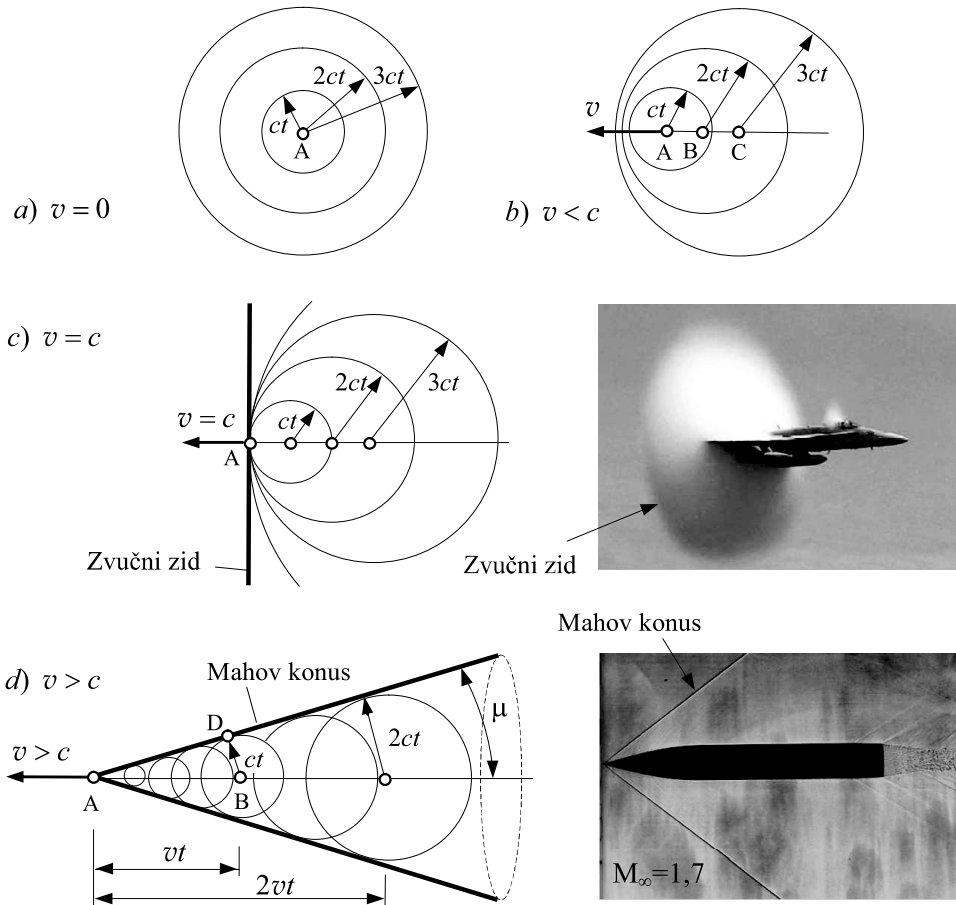 2ct
3ct
ct
A
a) v = 0
v
ct
2ct
3ct
A
B
C
b) v < c
c) v = c
v = c
A
ct
2ct
3ct
Zvučni zid
Zvučni zid
d) v > c
v > c
Mahov konus
D
ct
2ct
μ
A
B
vt
2vt
Mahov konus
M∞=1,7